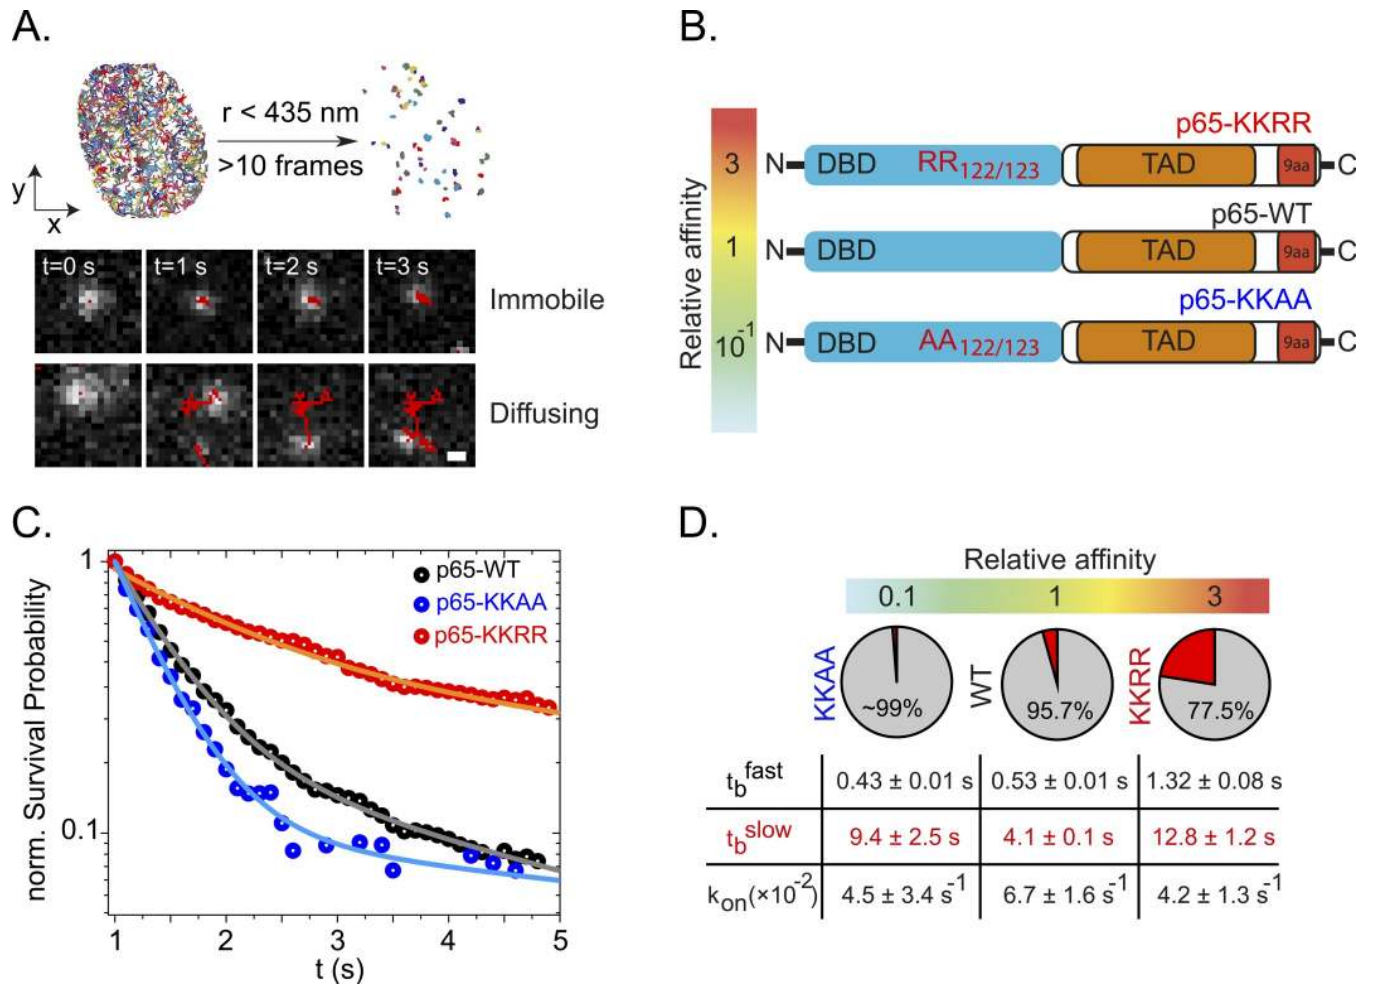 A.
r < 435 nm
>10 frames
y
x
t=0 s t=1 s t=2 s t=3 s
Immobile
Diffusing
B.
Relative affinity
3
1
10⁻¹
p65-KKRR
N DBD RR122/123 TAD 9aa C
p65-WT
N DBD TAD 9aa C
p65-KKAA
N DBD AA122/123 TAD 9aa C
C.
norm. Survival Probability
1
0.1
p65-WT
p65-KKAA
p65-KKRR
1 2 3 4 5
t (s)
D.
Relative affinity
0.1 1 3
KKAA ~99% WT 95.7% KKRR 77.5%
t_b^fast 0.43 ± 0.01 s 0.53 ± 0.01 s 1.32 ± 0.08 s
t_b^slow 9.4 ± 2.5 s 4.1 ± 0.1 s 12.8 ± 1.2 s
k_on(×10⁻²) 4.5 ± 3.4 s⁻¹ 6.7 ± 1.6 s⁻¹ 4.2 ± 1.3 s⁻¹